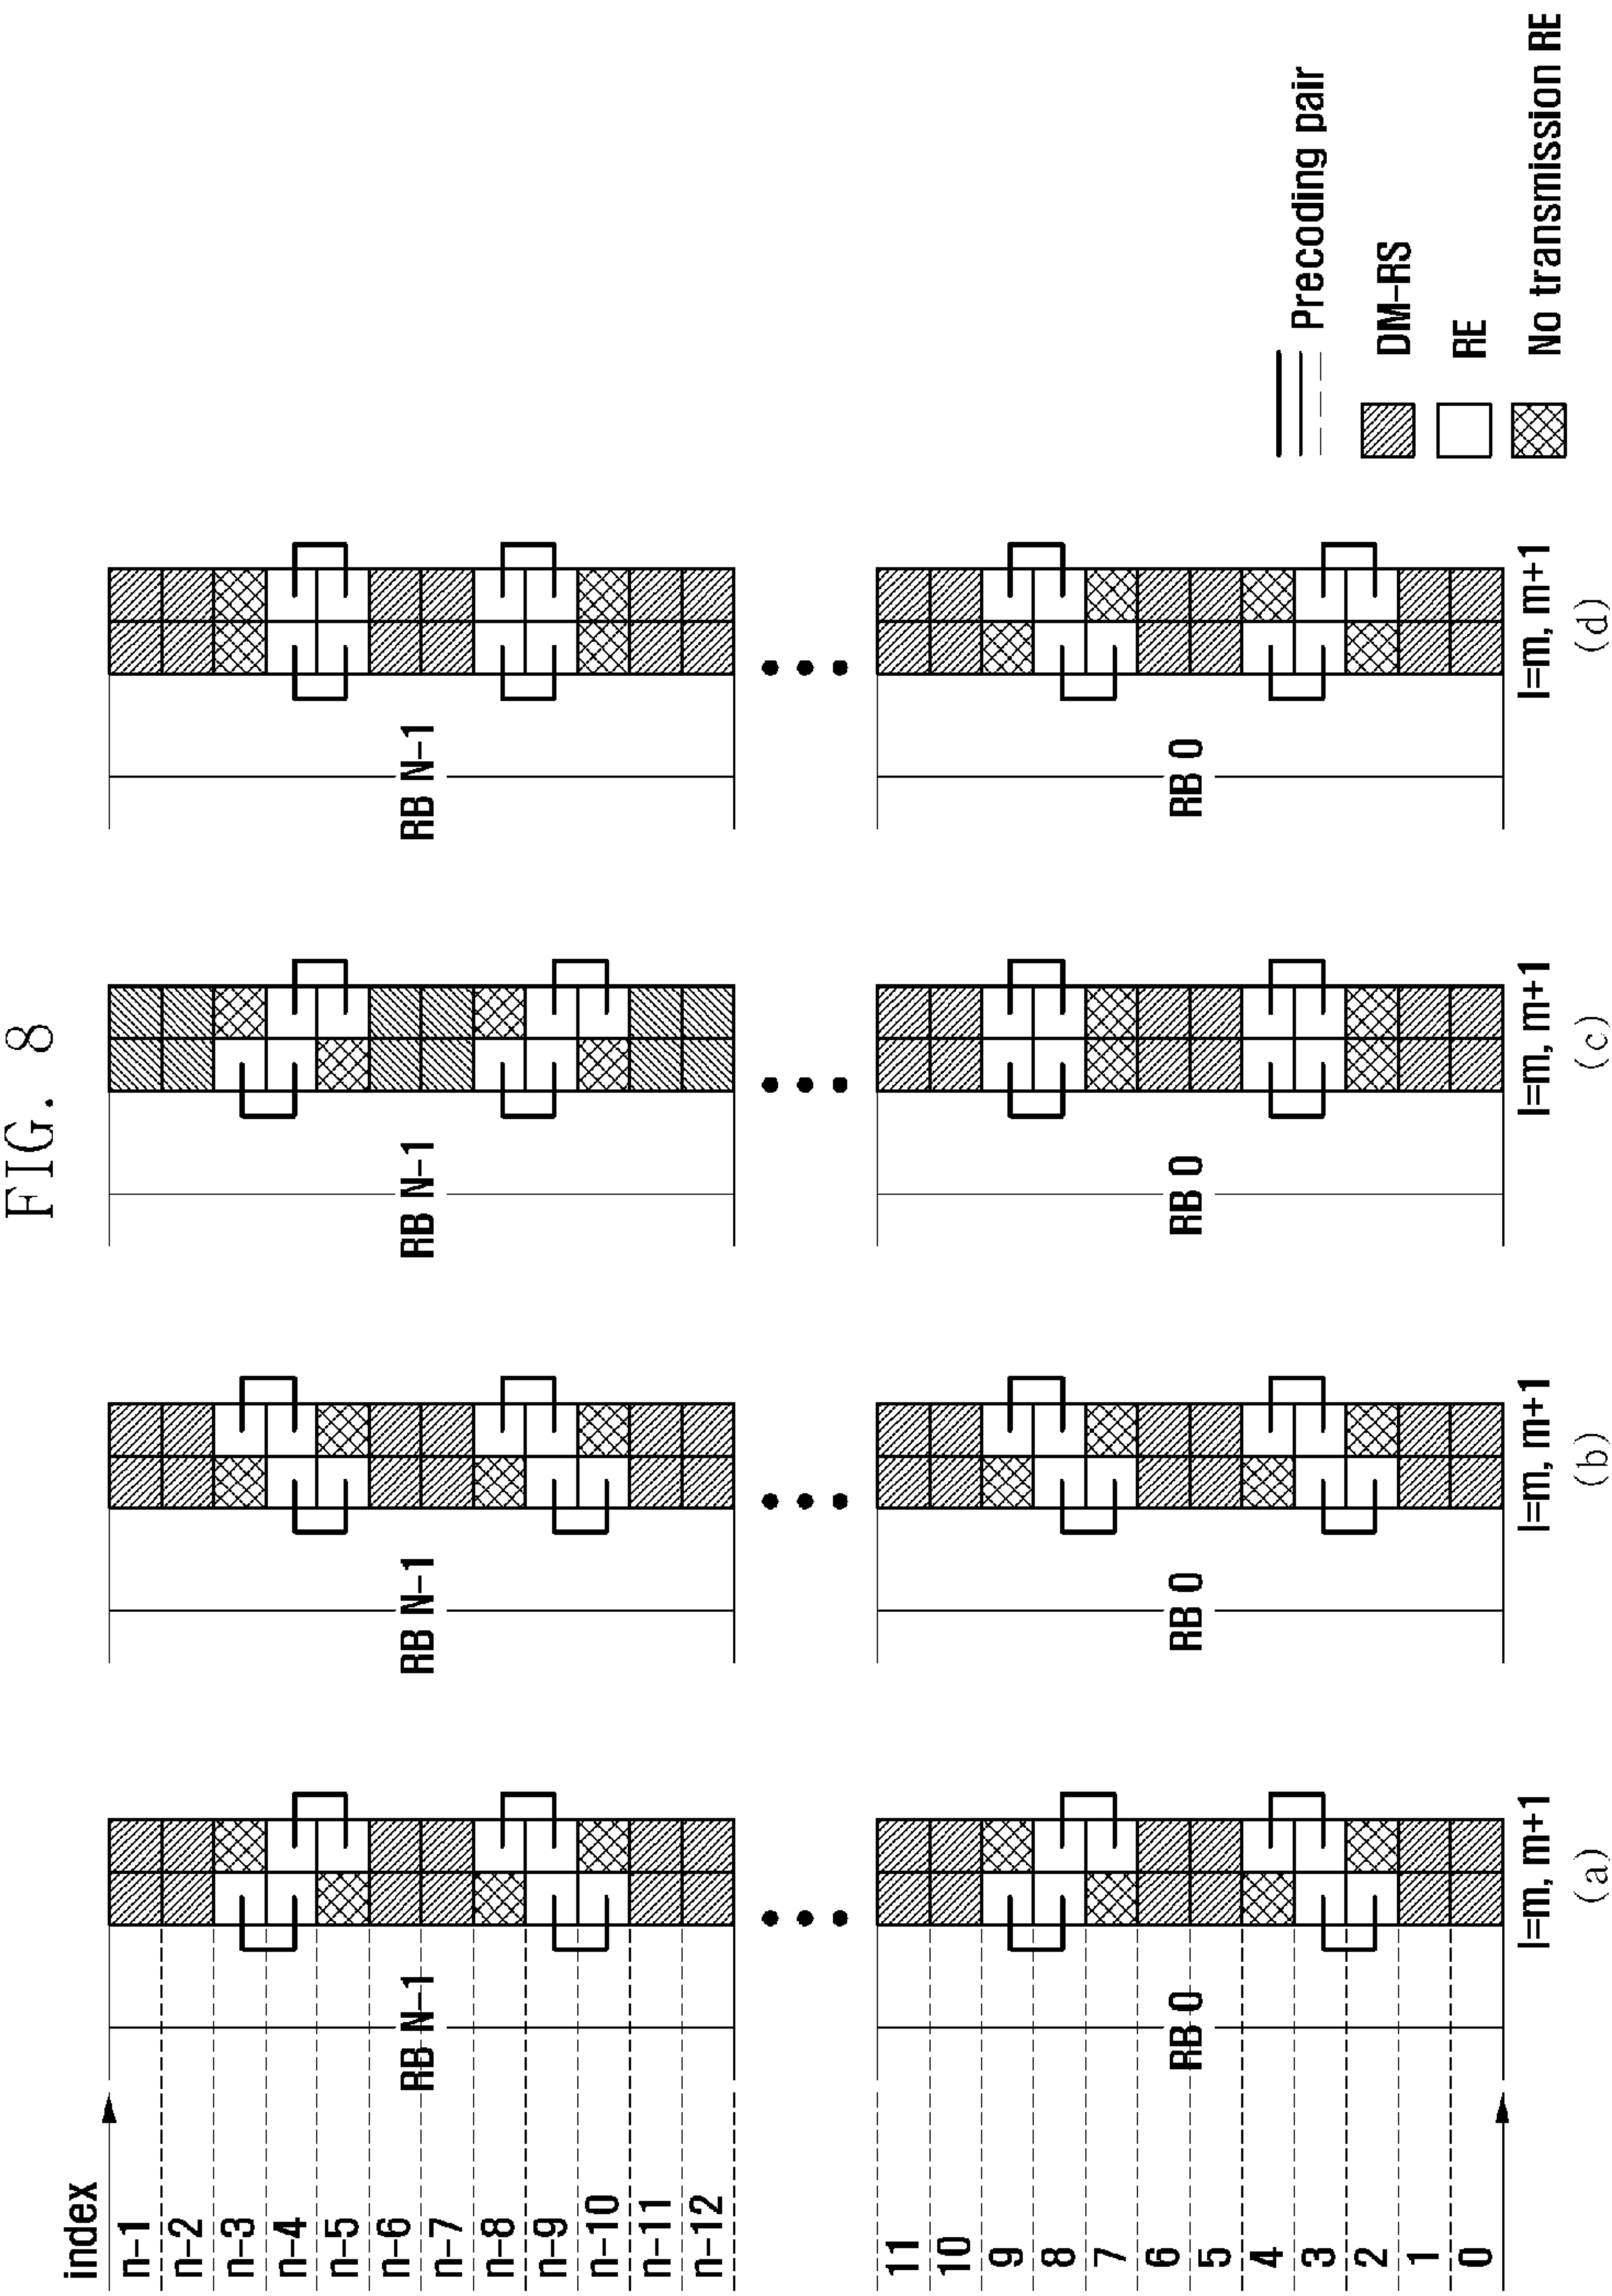 FIG. 8
index
n-1
n-2
n-3
n-4
n-5
n-6
n-7
n-8
n-9
n-10
n-11
n-12
11
10
9
8
7
6
5
4
3
2
1
0
RB N-1
RB 0
l=m, m+1
(a)
RB N-1
RB 0
l=m, m+1
(b)
RB N-1
RB 0
l=m, m+1
(c)
RB N-1
RB 0
l=m, m+1
(d)
Precoding pair
DM-RS
RE
No transmission RE